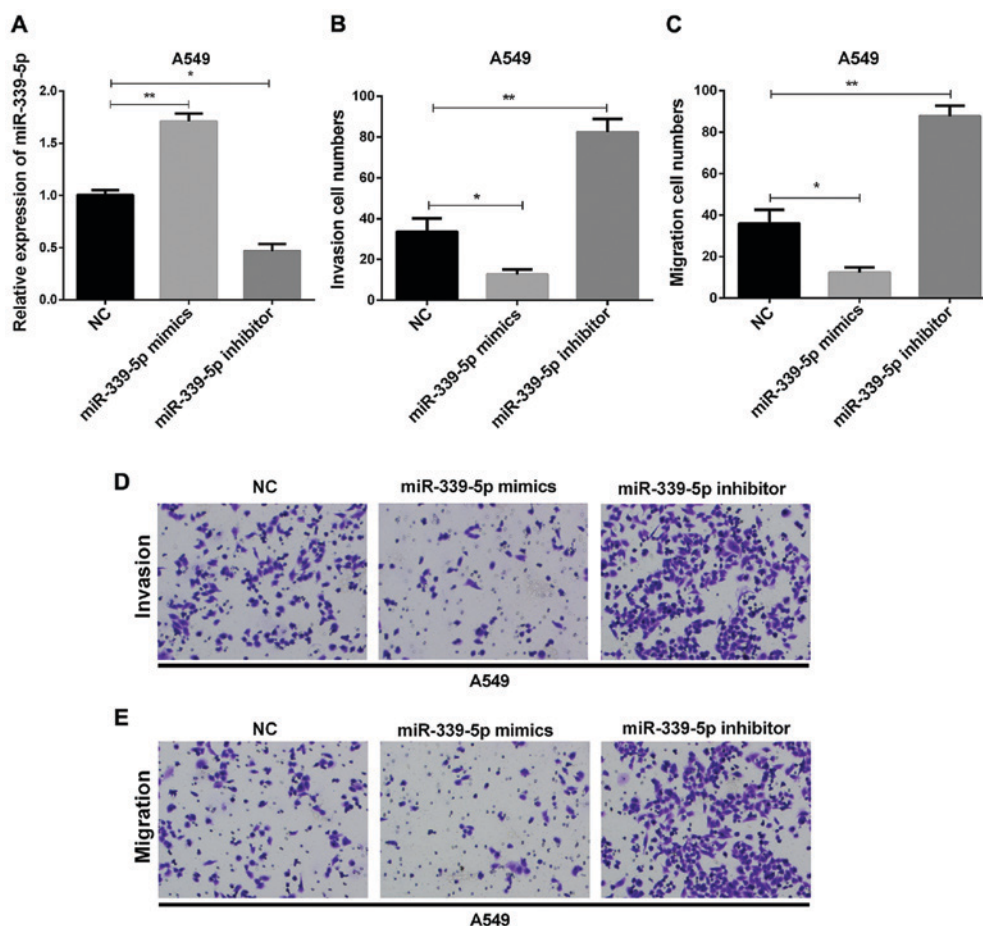 A
A549
Relative expression of miR-339-5p
2.0
1.5
1.0
0.5
0.0
*
**
NC
miR-339-5p mimics
miR-339-5p inhibitor
B
A549
Invasion cell numbers
100
80
60
40
20
0
**
*
NC
miR-339-5p mimics
miR-339-5p inhibitor
C
A549
Migration cell numbers
100
80
60
40
20
0
**
*
NC
miR-339-5p mimics
miR-339-5p inhibitor
D
NC
miR-339-5p mimics
miR-339-5p inhibitor
Invasion
A549
E
NC
miR-339-5p mimics
miR-339-5p inhibitor
Migration
A549